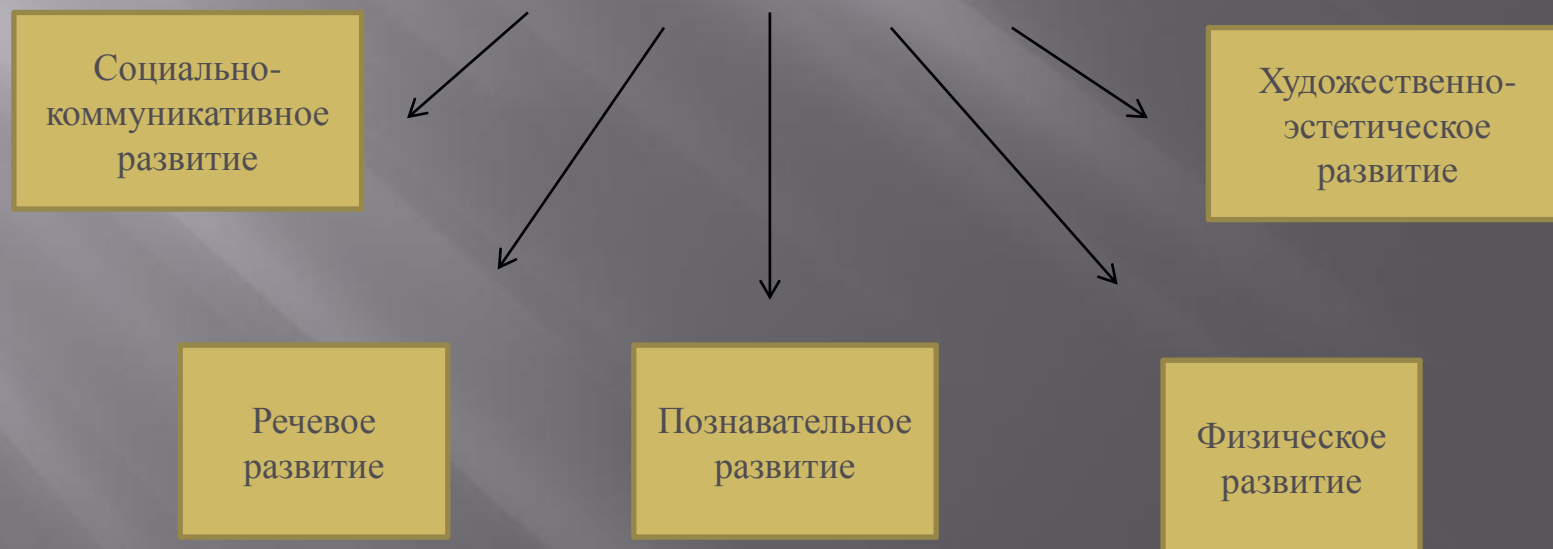 Социально-
коммуникативное
развитие
Художественно-
эстетическое
развитие
Речевое
развитие
Познавательное
развитие
Физическое
развитие